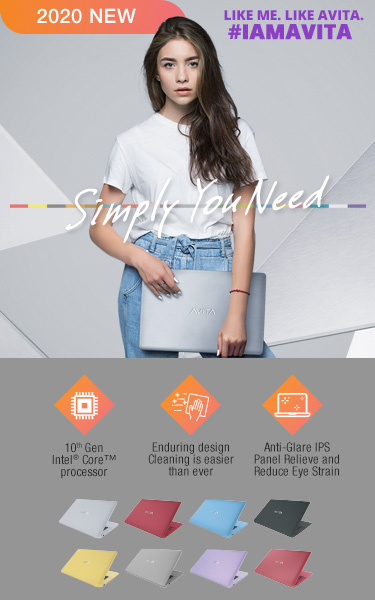 2020 NEW
LIKE ME. LIKE AVITA.
#IAMAVITA
Simply You Need
AVITA
10th Gen
Intel® Core™
processor
Enduring design
Cleaning is easier
than ever
Anti-Glare IPS
Panel Relieve and
Reduce Eye Strain